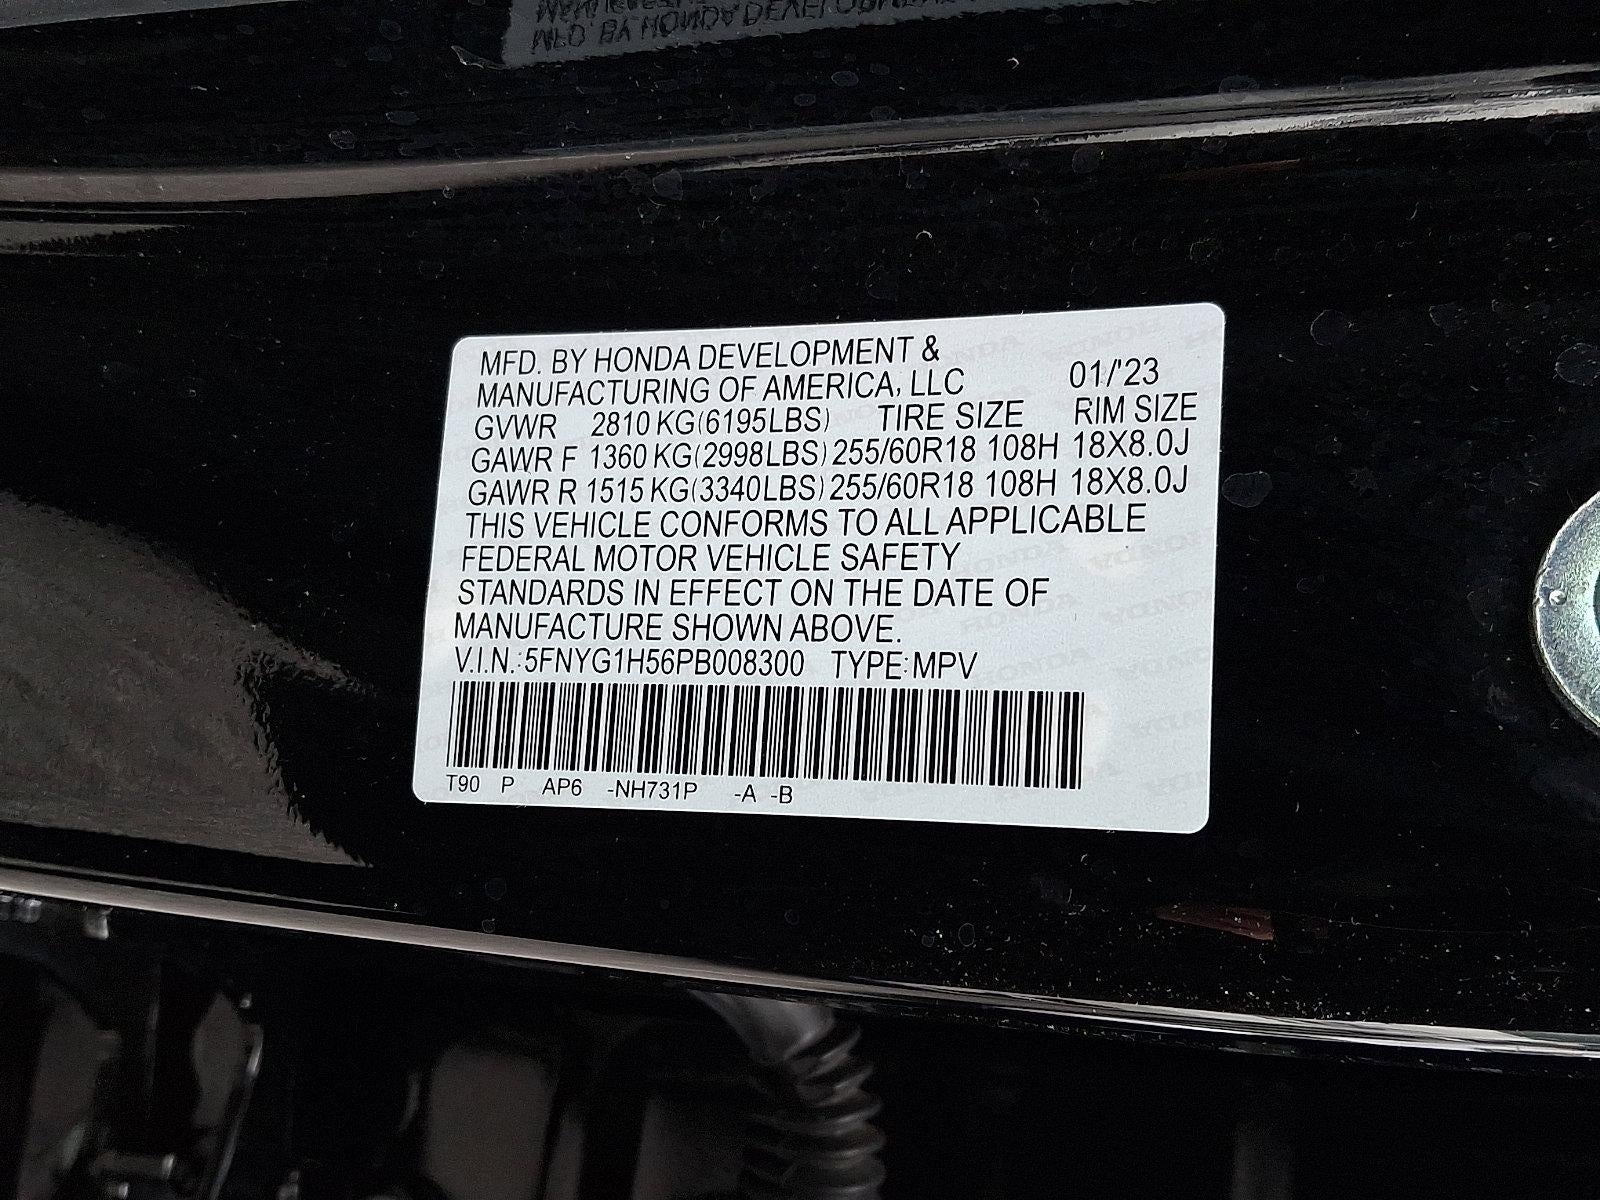 MFD. BY HONDA DEVELOPMENT &
MANUFACTURING OF AMERICA, LLC 01/'23
GVWR 2810 KG(6195LBS) TIRE SIZE RIM SIZE
GAWR F 1360 KG(2998LBS) 255/60R18 108H 18X8.0J
GAWR R 1515 KG(3340LBS) 255/60R18 108H 18X8.0J
THIS VEHICLE CONFORMS TO ALL APPLICABLE
FEDERAL MOTOR VEHICLE SAFETY
STANDARDS IN EFFECT ON THE DATE OF
MANUFACTURE SHOWN ABOVE.
V.I.N.:5FNYG1H56PB008300 TYPE:MPV
T90 P AP6 -NH731P -A -B